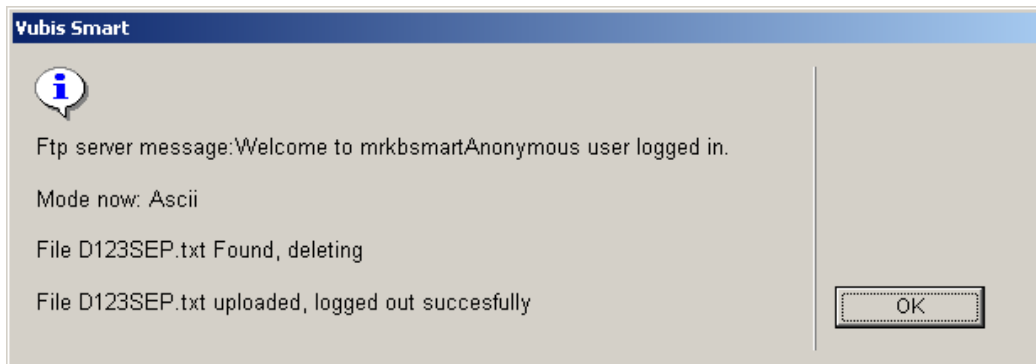 Vubis Smart
Ftp server message:Welcome to mrkbsmartAnonymous user logged in.
Mode now: Ascii
File D123SEP.txt Found, deleting
File D123SEP.txt uploaded, logged out succesfully
OK